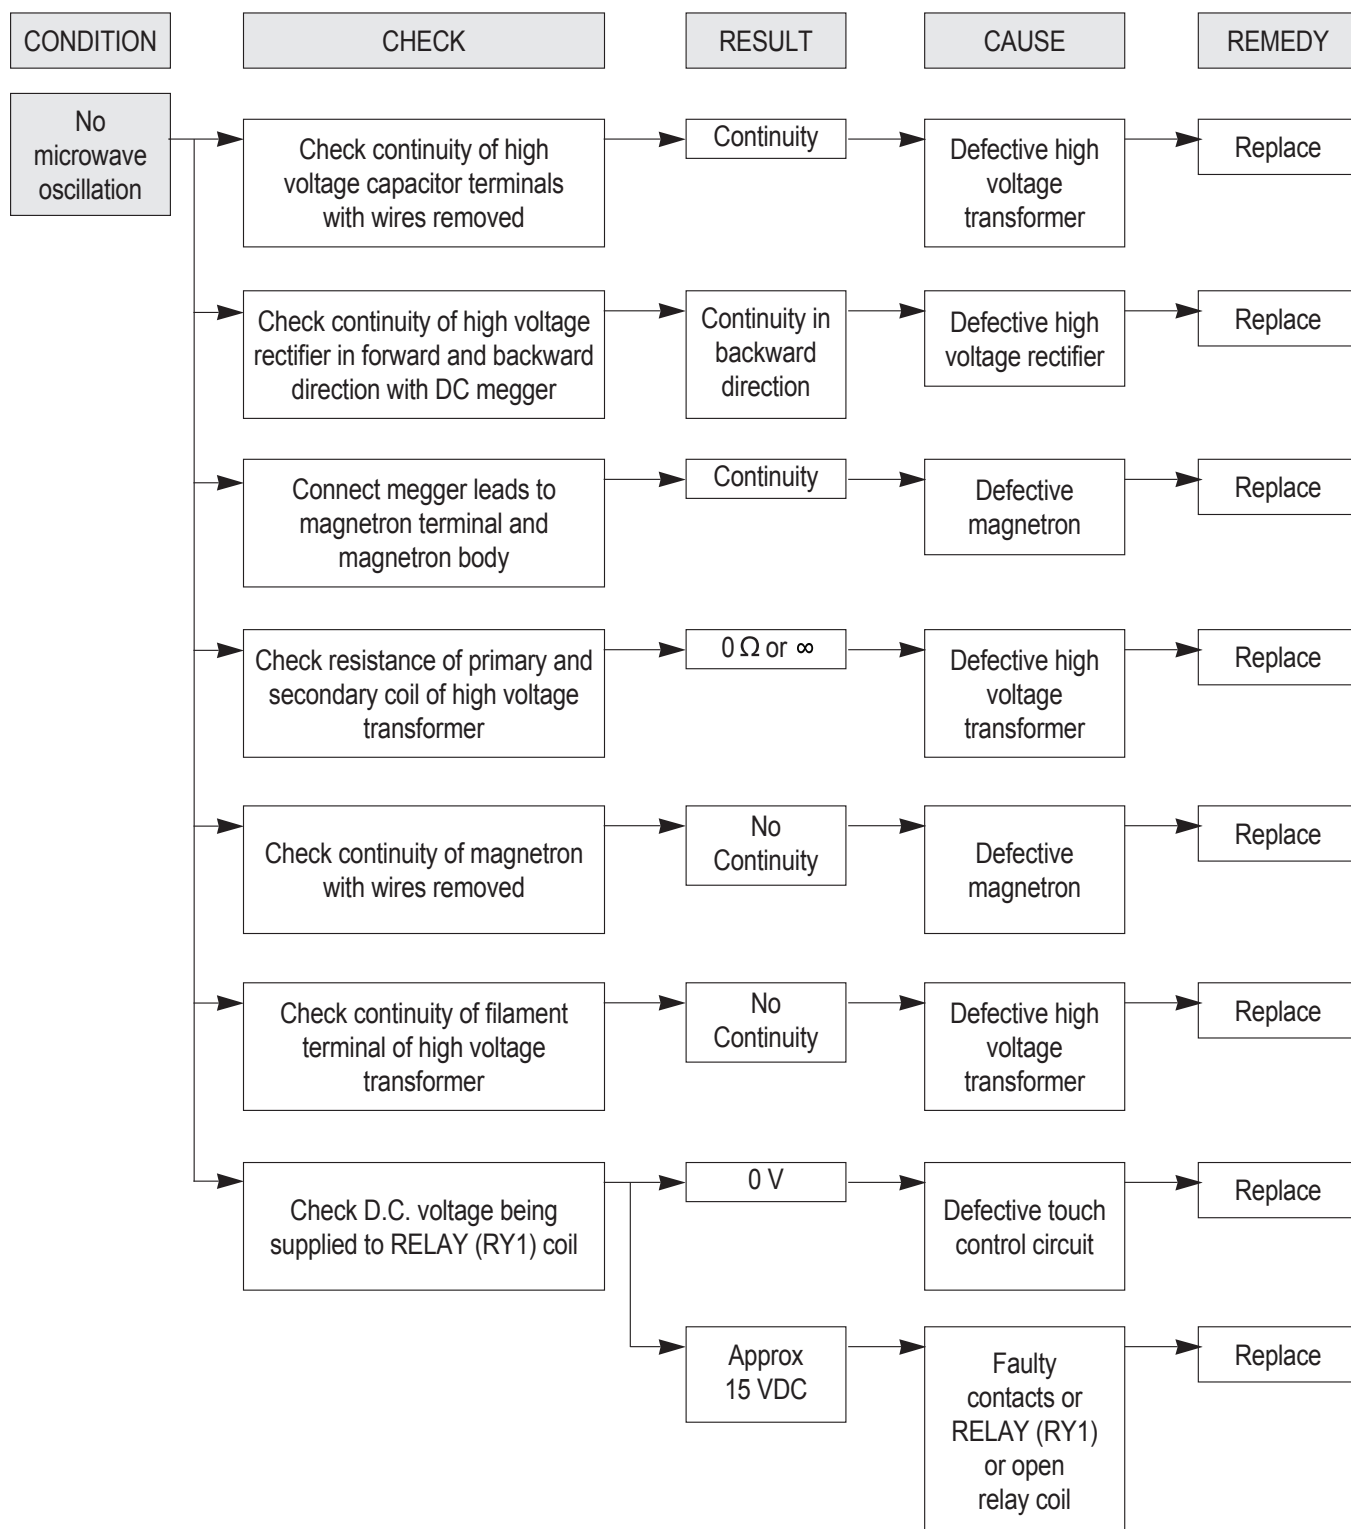 CONDITION
CHECK
RESULT
CAUSE
REMEDY
No
microwave
oscillation
Check continuity of high
voltage capacitor terminals
with wires removed
Continuity
Defective high
voltage
transformer
Replace
Check continuity of high voltage
rectifier in forward and backward
direction with DC megger
Continuity in
backward
direction
Defective high
voltage rectifier
Replace
Connect megger leads to
magnetron terminal and
magnetron body
Continuity
Defective
magnetron
Replace
Check resistance of primary and
secondary coil of high voltage
transformer
0 Ω or ∞
Defective high
voltage
transformer
Replace
Check continuity of magnetron
with wires removed
No
Continuity
Defective
magnetron
Replace
Check continuity of filament
terminal of high voltage
transformer
No
Continuity
Defective high
voltage
transformer
Replace
Check D.C. voltage being
supplied to RELAY (RY1) coil
0 V
Defective touch
control circuit
Replace
Approx
15 VDC
Faulty
contacts or
RELAY (RY1)
or open
relay coil
Replace